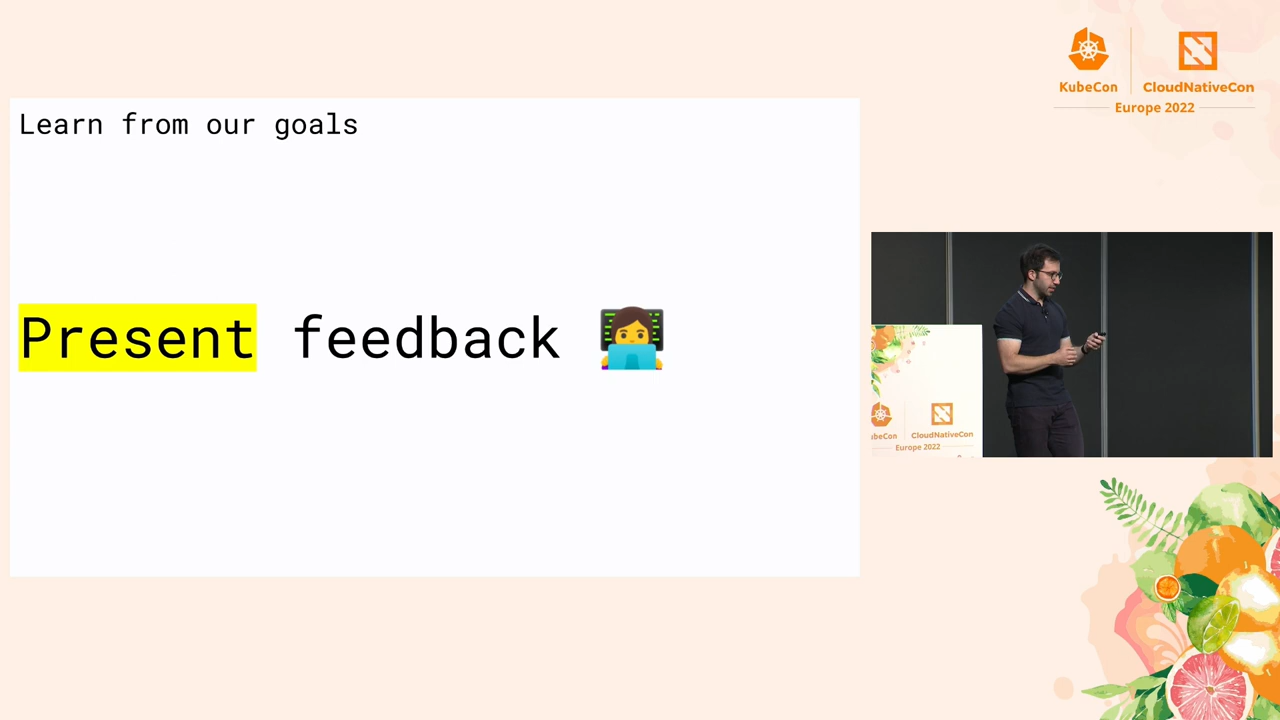 KubeCon
CloudNativeCon
Europe 2022
Learn from our goals
Present feedback
CloudNativeCon
Europe 2022